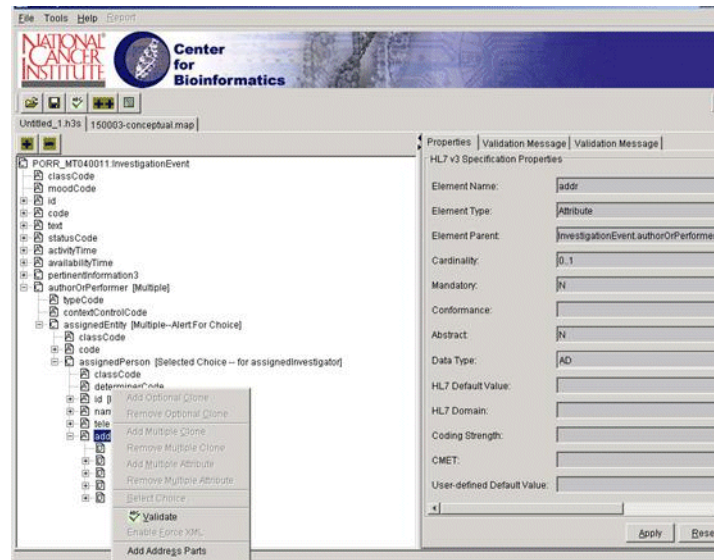 File Tools Help Report
NATIONAL
CANCER
INSTITUTE
Center
for
Bioinformatics
Untitled_1.h3s 150003-conceptual.map
PORR_MT040011.InvestigationEvent
classCode
moodCode
id
code
text
statusCode
activityTime
availabilityTime
pertinentInformation3
authorOrPerformer [Multiple]
typeCode
contextControlCode
assignedEntity [Multiple--Alert:For Choice]
classCode
code
assignedPerson [Selected Choice -- for assignedInvestigator]
classCode
determinerCode
id
nam
tele
add
Add Optional Clone
Remove Optional Clone
Add Multiple Clone
Remove Multiple Clone
Add Multiple Attribute
Remove Multiple Attribute
Select Choice
Validate
Enable Force XML
Add Address Parts
Properties Validation Message Validation Message
HL7 v3 Specification Properties
Element Name: addr
Element Type: Attribute
Element Parent: InvestigationEvent.authorOrPerformer
Cardinality: 0..1
Mandatory: N
Conformance:
Abstract: N
Data Type: AD
HL7 Default Value:
HL7 Domain:
Coding Strength:
CMET:
User-defined Default Value:
Apply Rese